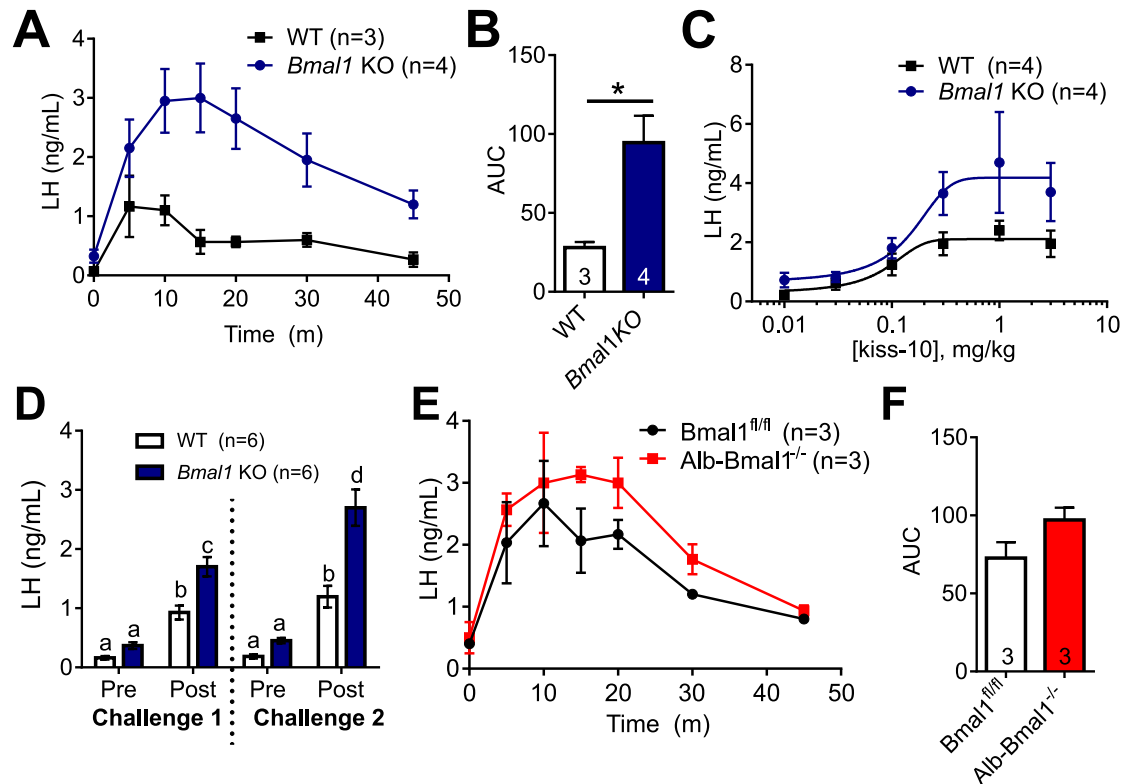 A
4
3
2
1
0
LH (ng/mL)
WT (n=3)
Bmal1 KO (n=4)
0 10 20 30 40 50
Time (m)
B
150
100
50
0
AUC
*
3
4
WT
Bmal1KO
C
8
6
4
2
0
LH (ng/mL)
WT (n=4)
Bmal1 KO (n=4)
0.01 0.1 1 10
[kiss-10], mg/kg
D
4
3
2
1
0
LH (ng/mL)
WT (n=6)
Bmal1 KO (n=6)
a a b c a a b d
Pre Post Pre Post
Challenge 1 Challenge 2
E
4
3
2
1
0
LH (ng/mL)
Bmal1fl/fl (n=3)
Alb-Bmal1-/- (n=3)
0 10 20 30 40 50
Time (m)
F
150
100
50
0
AUC
3
3
Bmal1fl/fl
Alb-Bmal1-/-